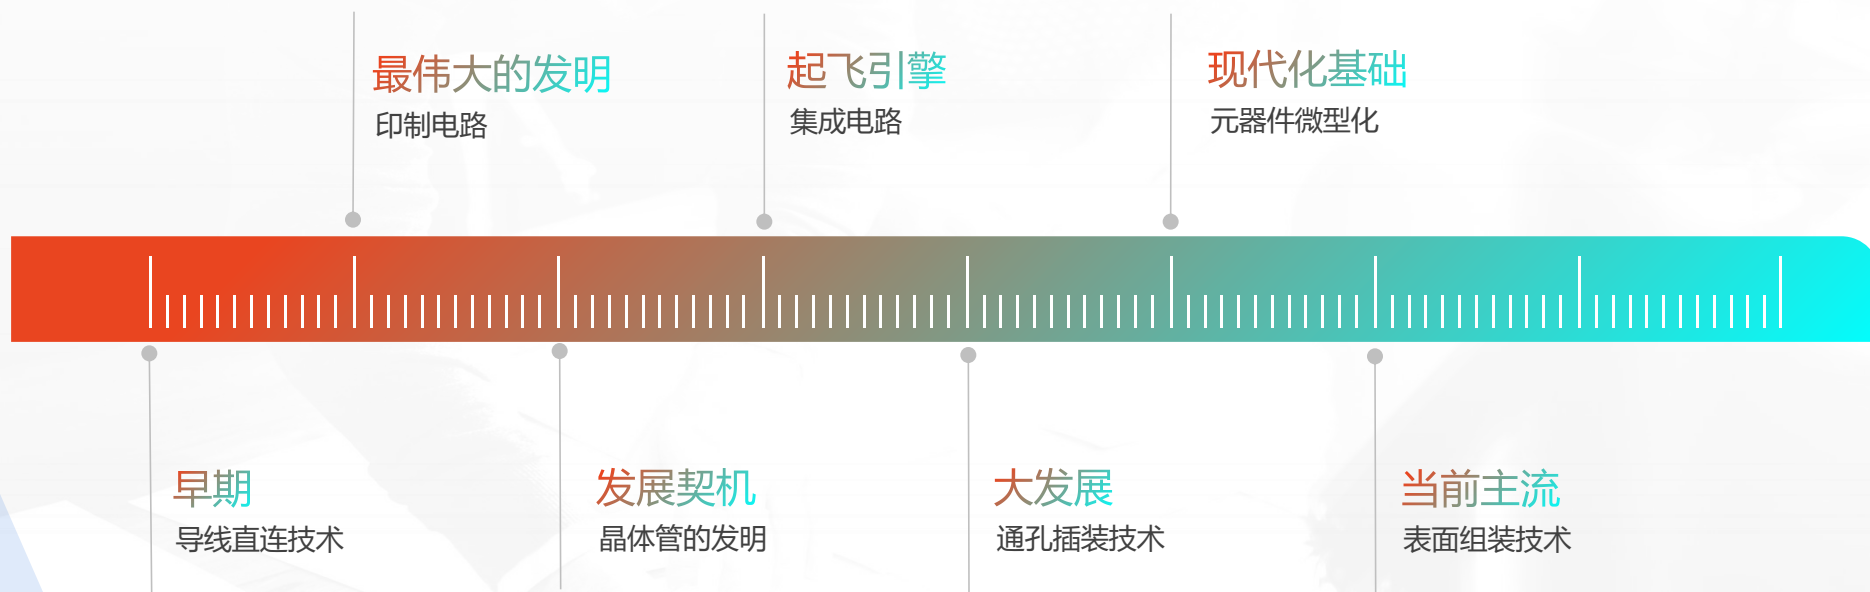 最伟大的发明
印制电路
起飞引擎
集成电路
现代化基础
元器件微型化
早期
导线直连技术
发展契机
晶体管的发明
大发展
通孔插装技术
当前主流
表面组装技术